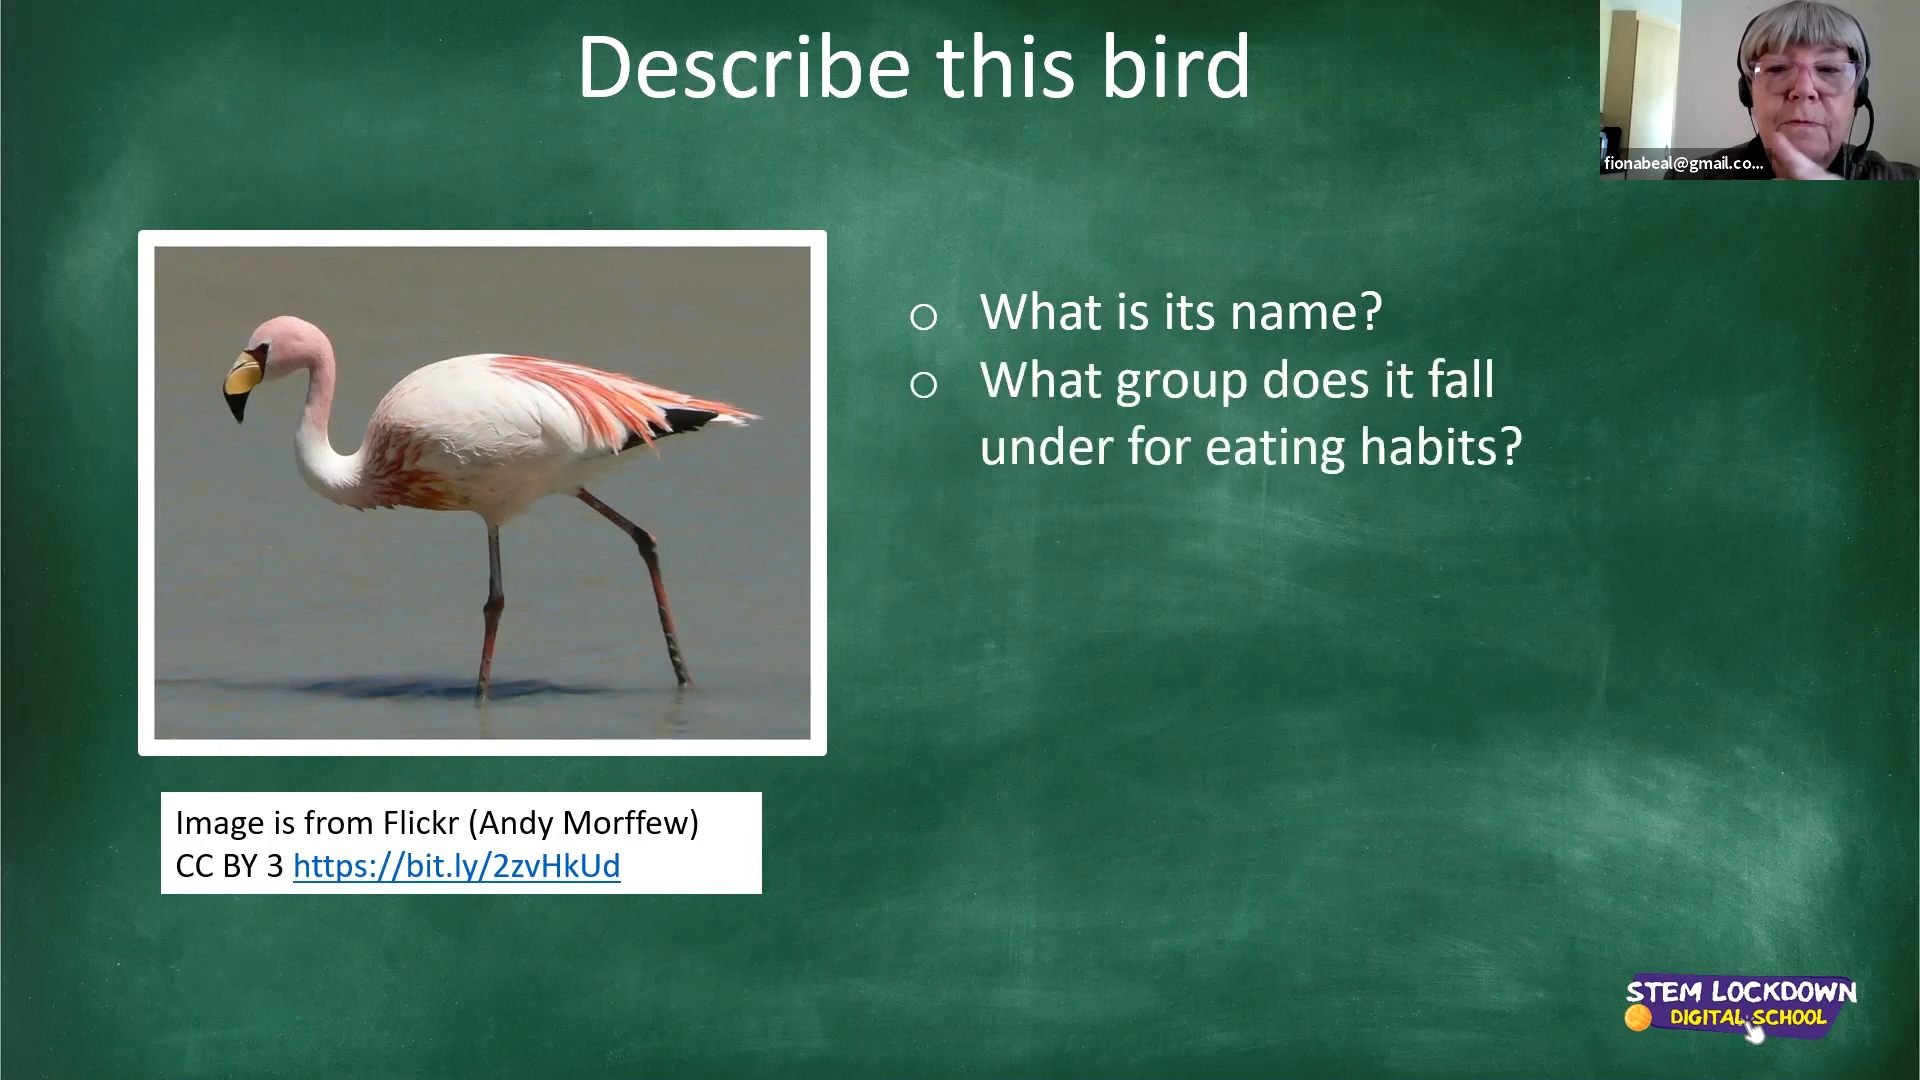 Describe this bird
fionabeal@gmail.co...
What is its name?
What group does it fall
under for eating habits?
Image is from Flickr (Andy Morffew)
CC BY 3 https://bit.ly/2zvHkUd
STEM LOCKDOWN
DIGITAL SCHOOL